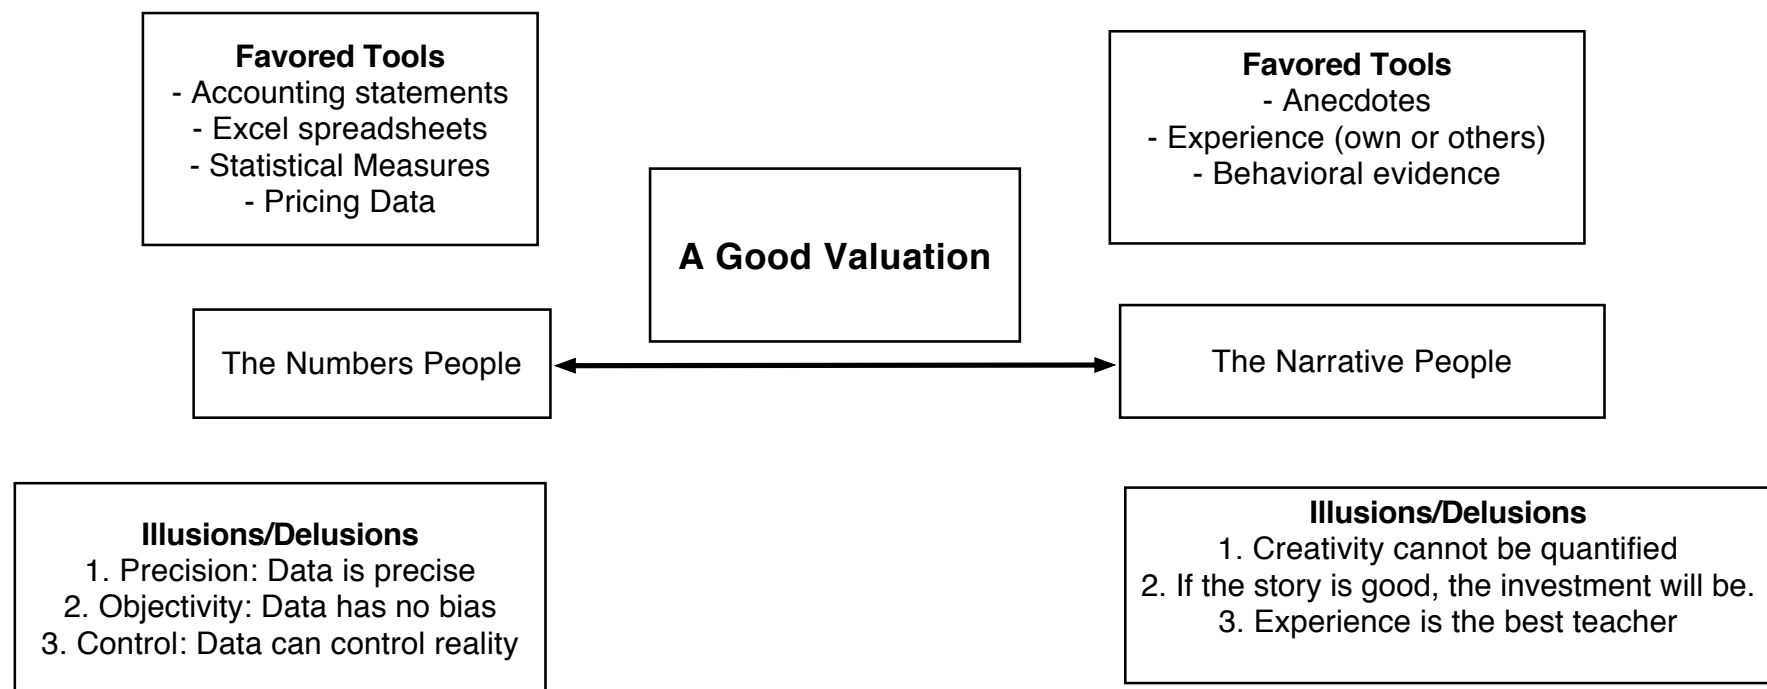 Favored Tools
- Accounting statements
- Excel spreadsheets
- Statistical Measures
- Pricing Data
Favored Tools
- Anecdotes
- Experience (own or others)
- Behavioral evidence
A Good Valuation
The Numbers People
The Narrative People
Illusions/Delusions
1. Precision: Data is precise
2. Objectivity: Data has no bias
3. Control: Data can control reality
Illusions/Delusions
1. Creativity cannot be quantified
2. If the story is good, the investment will be.
3. Experience is the best teacher